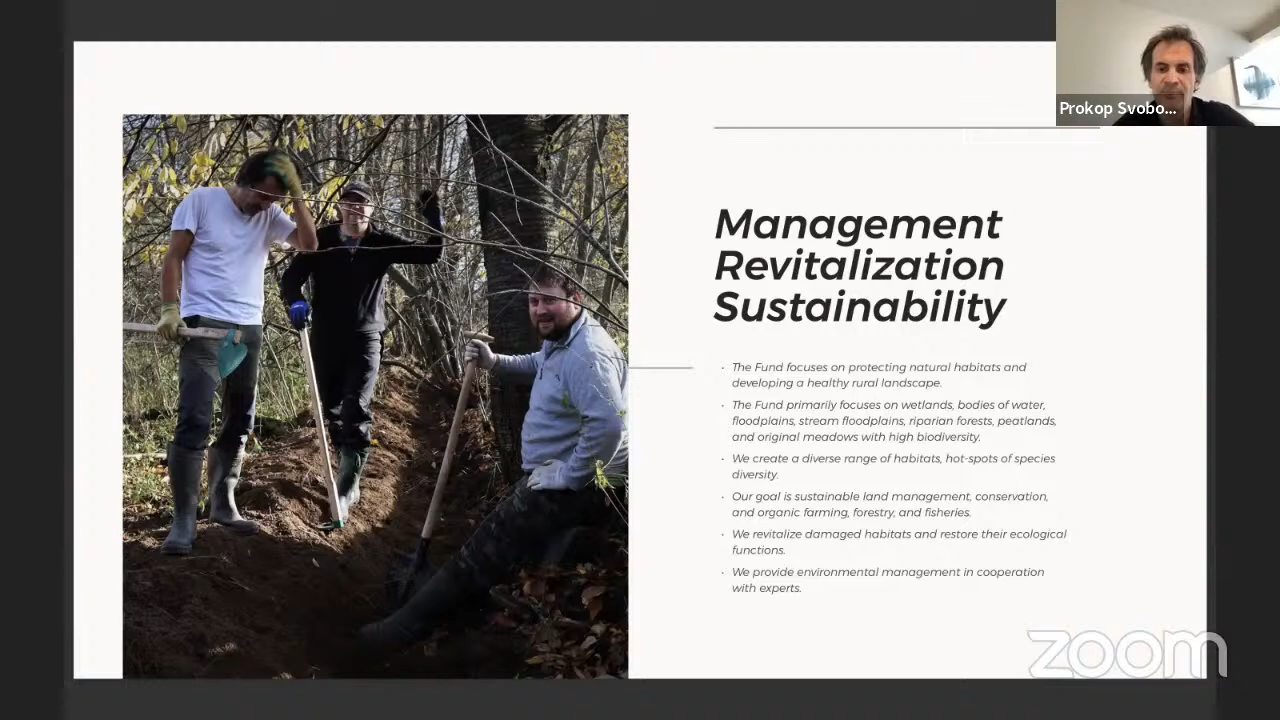 Prokop Svobo...
Management
Revitalization
Sustainability
· The Fund focuses on protecting natural habitats and
developing a healthy rural landscape.
· The Fund primarily focuses on wetlands, bodies of water,
floodplains, stream floodplains, riparian forests, peatlands,
and original meadows with high biodiversity.
· We create a diverse range of habitats, hot-spots of species
diversity.
· Our goal is sustainable land management, conservation,
and organic farming, forestry, and fisheries.
· We revitalize damaged habitats and restore their ecological
functions.
· We provide environmental management in cooperation
with experts.
zoom